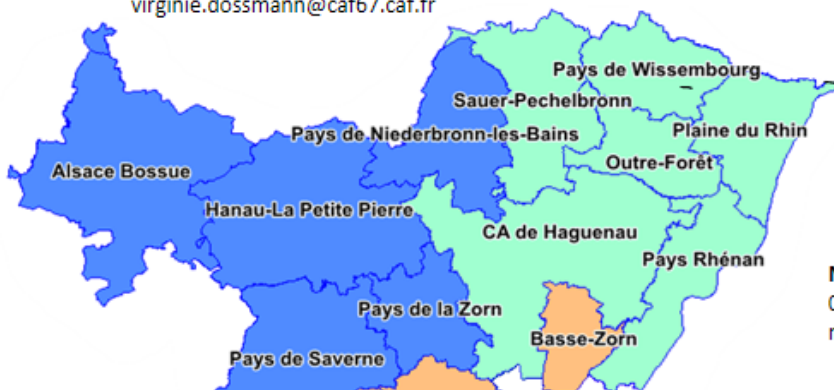 virginie.dossmann@caf67.caf.fr
Pays de Wissembourg
Sauer-Pechelbronn
Pays de Niederbronn-les-Bains
Plaine du Rhin
Outre-Forêt
Alsace Bossue
Hanau-La Petite Pierre
CA de Haguenau
Pays Rhénan
Pays de la Zorn
Basse-Zorn
Pays de Saverne